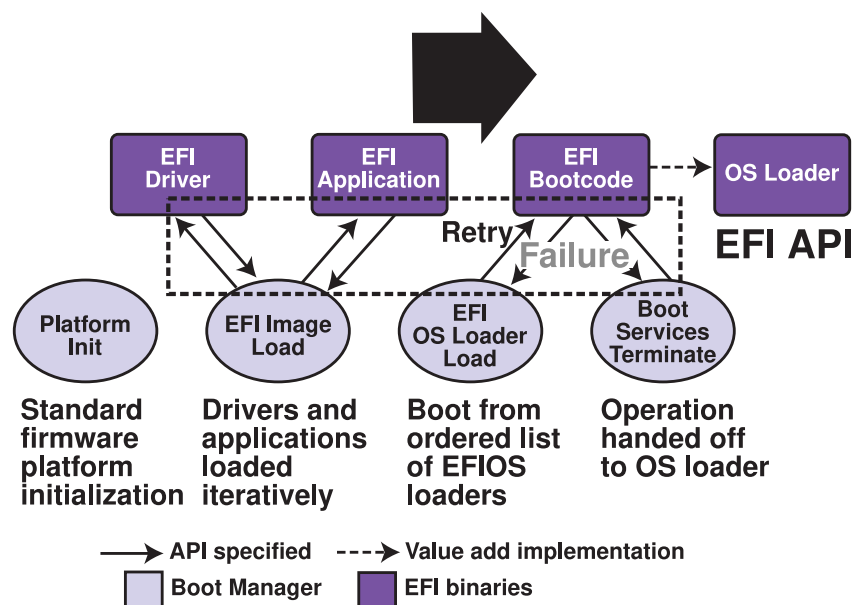 EFI
Driver
EFI
Application
EFI
Bootcode
OS Loader
Retry
Failure
EFI API
Platform
Init
EFI Image
Load
EFI
OS Loader
Load
Boot
Services
Terminate
Standard
firmware
platform
initialization
Drivers and
applications
loaded
iteratively
Boot from
ordered list
of EFIOS
loaders
Operation
handed off
to OS loader
API specified
Value add implementation
Boot Manager
EFI binaries